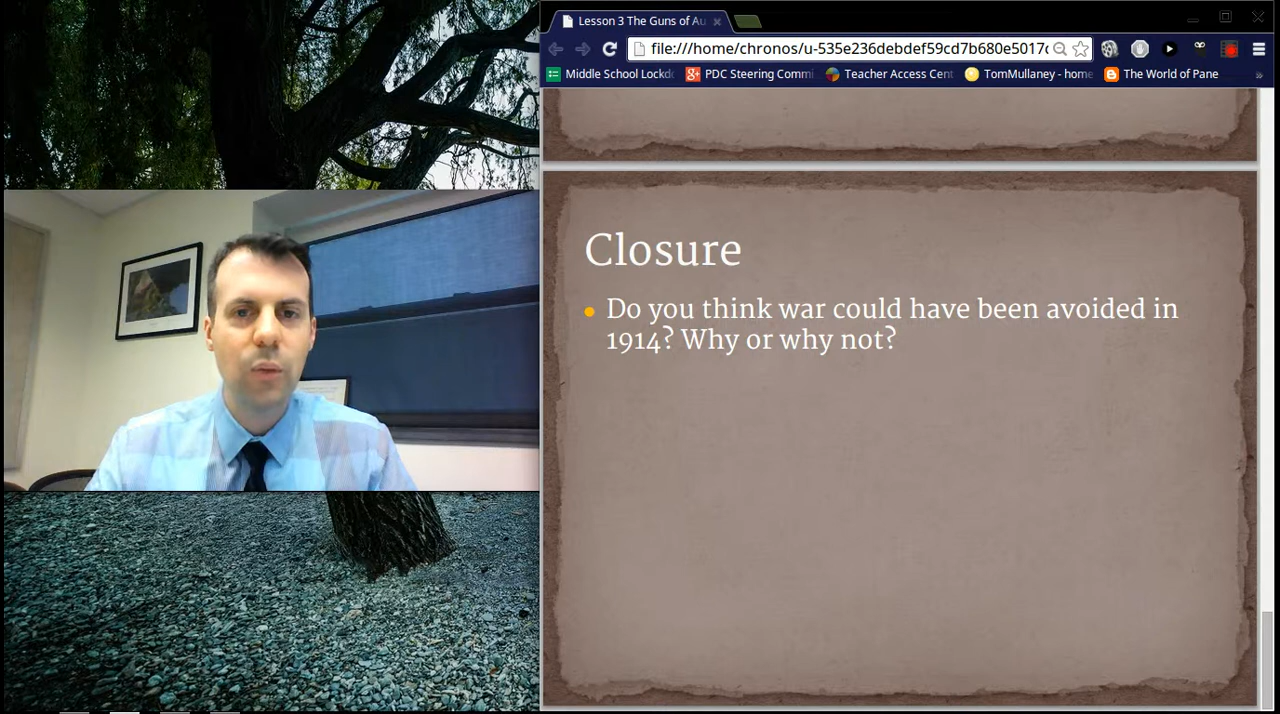 Lesson 3 The Guns of Au
file:///home/chronos/u-535e236debdef59cd7b680e5017c
Middle School Lockdo
PDC Steering Commi
Teacher Access Cent
TomMullaney - home
The World of Pane
»
Closure
• Do you think war could have been avoided in
1914? Why or why not?